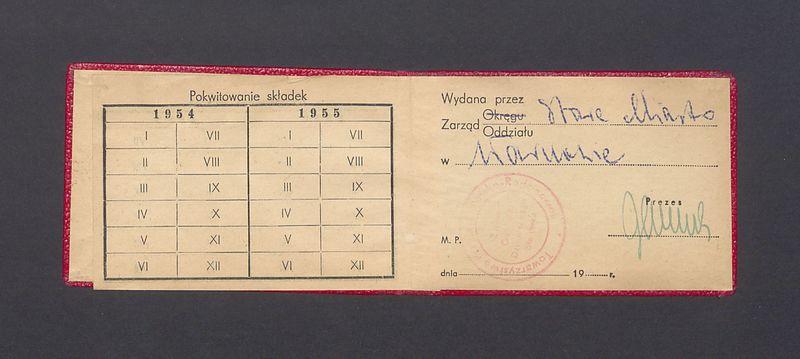 Pokwitowanie składek
1954 1955
I VII I VII
II VIII II VIII
III IX III IX
IV X IV X
V XI V XI
VI XII VI XII
Wydana przez
Okręgu Stare Miasto
Zarząd Oddziału
w Warszawie
Prezes
M. P.
Towarzystwo
dnia 19 r.